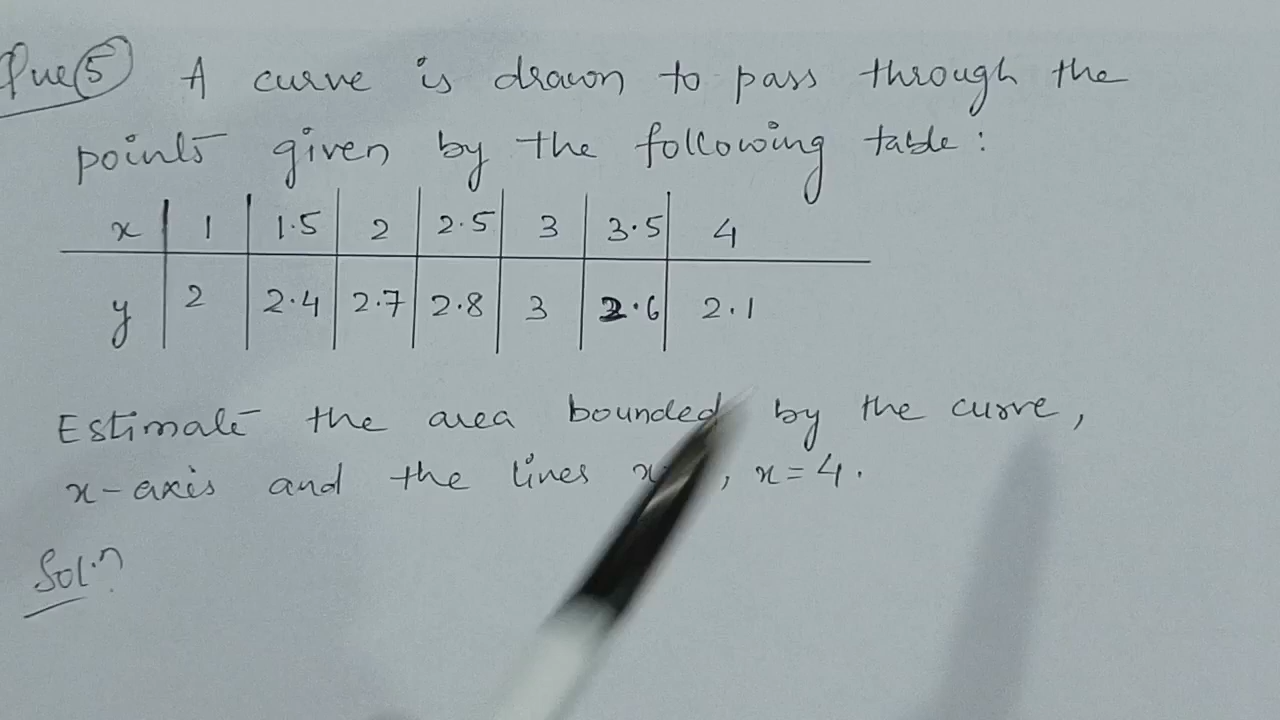 Que 5 A curve is drawn to pass through the
points given by the following table:
x 1 1.5 2 2.5 3 3.5 4
y 2 2.4 2.7 2.8 3 2.6 2.1
Estimate the area bounded by the curve,
x-axis and the lines x , x=4.
Sol.n